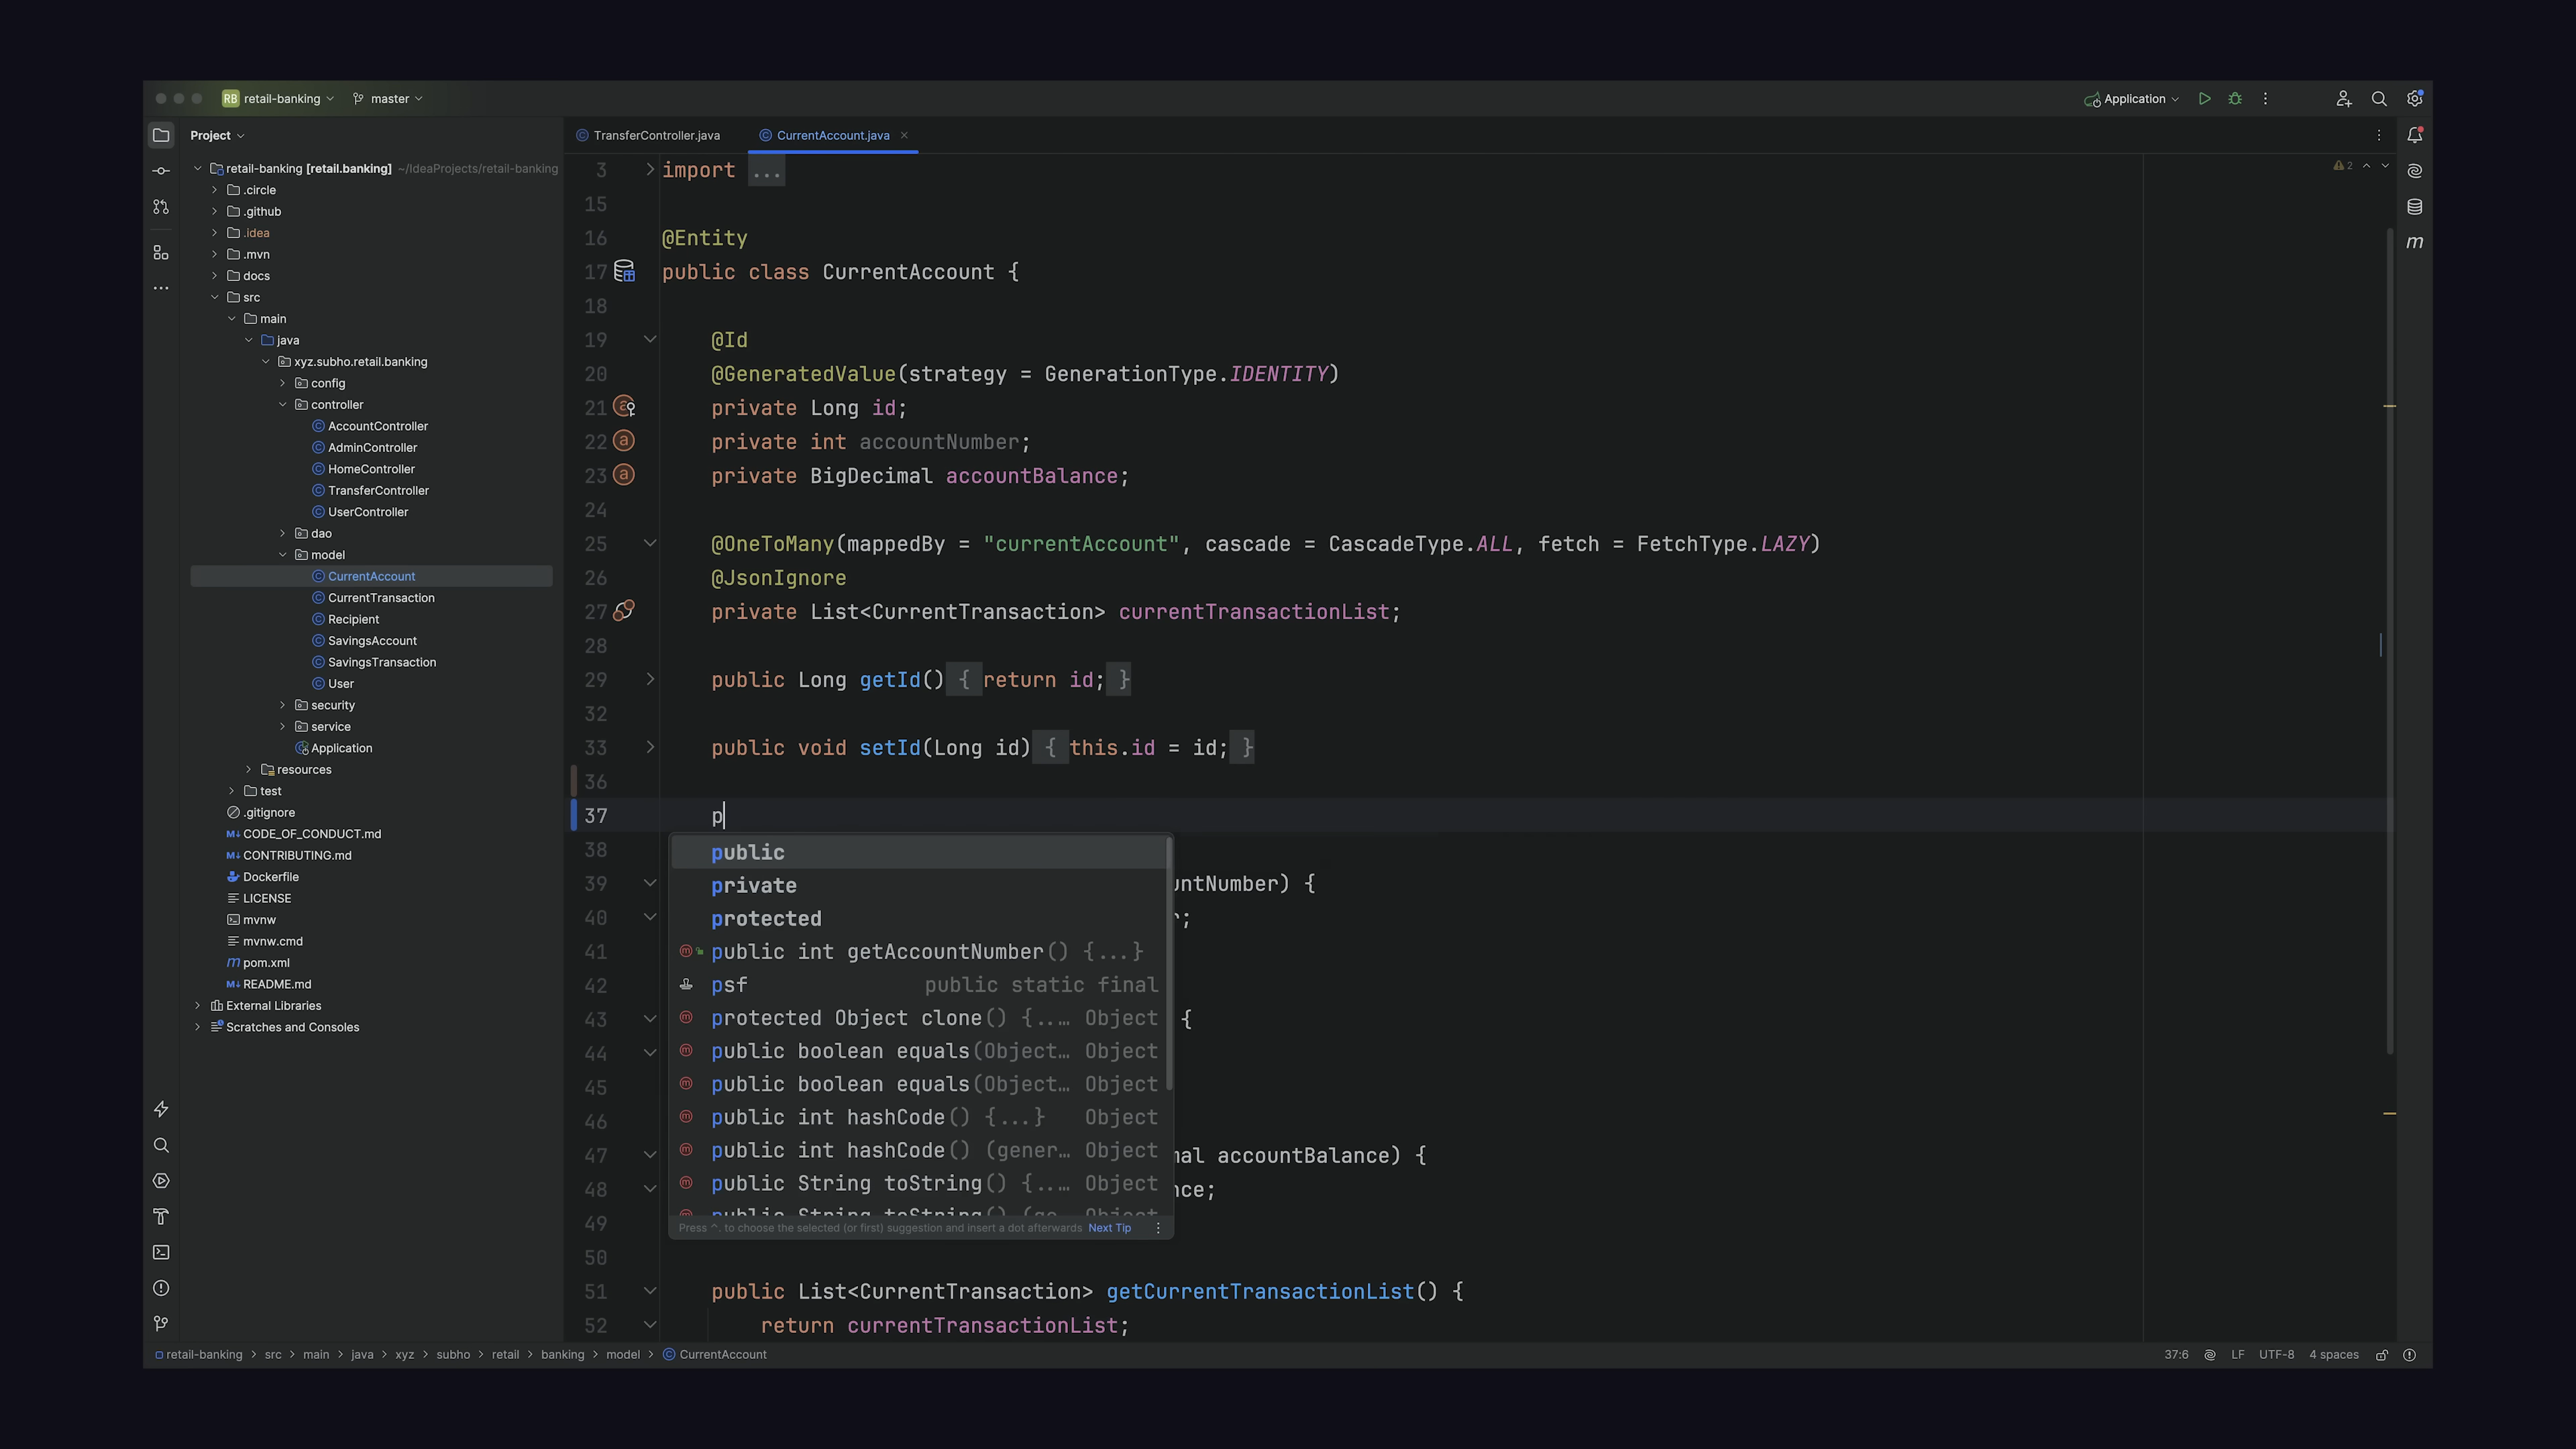 RB retail-banking master Application
Project
retail-banking [retail.banking] ~/IdeaProjects/retail-banking
.circle
.github
.idea
.mvn
docs
src
main
java
xyz.subho.retail.banking
config
controller
AccountController
AdminController
HomeController
TransferController
UserController
dao
model
CurrentAccount
CurrentTransaction
Recipient
SavingsAccount
SavingsTransaction
User
security
service
Application
resources
test
.gitignore
M↓ CODE_OF_CONDUCT.md
M↓ CONTRIBUTING.md
Dockerfile
LICENSE
mvnw
mvnw.cmd
m pom.xml
M↓ README.md
External Libraries
Scratches and Consoles
TransferController.java CurrentAccount.java
2
m
3 import ...
15
16 @Entity
17 public class CurrentAccount {
18
19 @Id
20 @GeneratedValue(strategy = GenerationType.IDENTITY)
21 private Long id;
22 private int accountNumber;
23 private BigDecimal accountBalance;
24
25 @OneToMany(mappedBy = "currentAccount", cascade = CascadeType.ALL, fetch = FetchType.LAZY)
26 @JsonIgnore
27 private List<CurrentTransaction> currentTransactionList;
28
29 public Long getId() { return id; }
32
33 public void setId(Long id) { this.id = id; }
36
37 p
38
39 untNumber) {
40 r;
41
42
43 {
44
45
46
47 nal accountBalance) {
48 nce;
49
50
51 public List<CurrentTransaction> getCurrentTransactionList() {
52 return currentTransactionList;
public
private
protected
public int getAccountNumber() {...}
psf public static final
protected Object clone() {..… Object
public boolean equals(Object… Object
public boolean equals(Object… Object
public int hashCode() {...} Object
public int hashCode() (gener… Object
public String toString() {..… Object
public String toString() (ge… Object
Press ^. to choose the selected (or first) suggestion and insert a dot afterwards Next Tip
retail-banking > src > main > java > xyz > subho > retail > banking > model > CurrentAccount
37:6 LF UTF-8 4 spaces